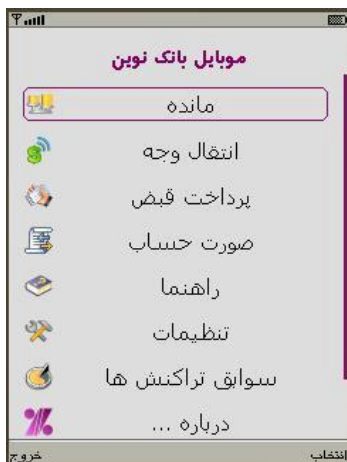 موبایل بانک نوین
مانده
انتقال وجه
پرداخت قبض
صورت حساب
راهنما
تنظیمات
سوابق تراکنش ها
درباره ...
انتخاب
خروج